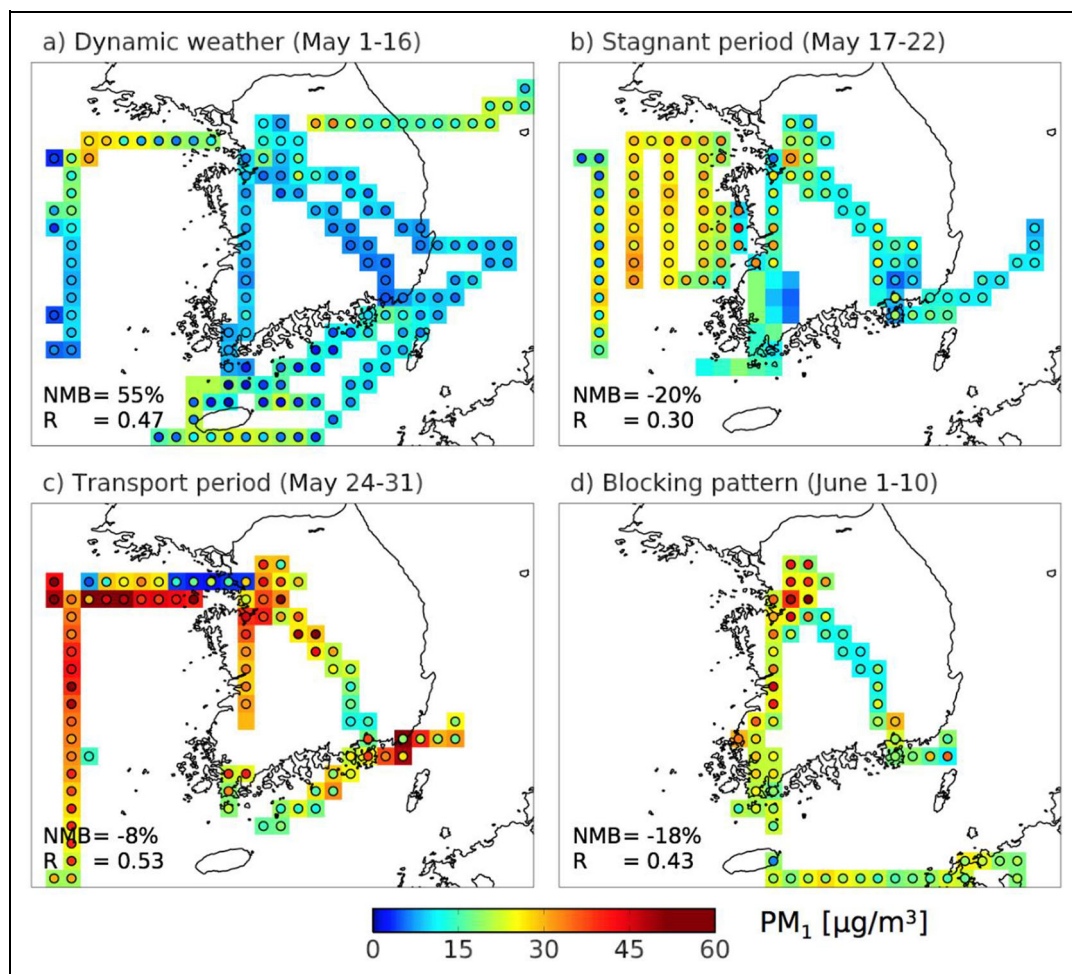 a) Dynamic weather (May 1-16)
NMB= 55%
R = 0.47
b) Stagnant period (May 17-22)
NMB= -20%
R = 0.30
c) Transport period (May 24-31)
NMB= -8%
R = 0.53
d) Blocking pattern (June 1-10)
NMB= -18%
R = 0.43
0 15 30 45 60 PM₁ [µg/m³]